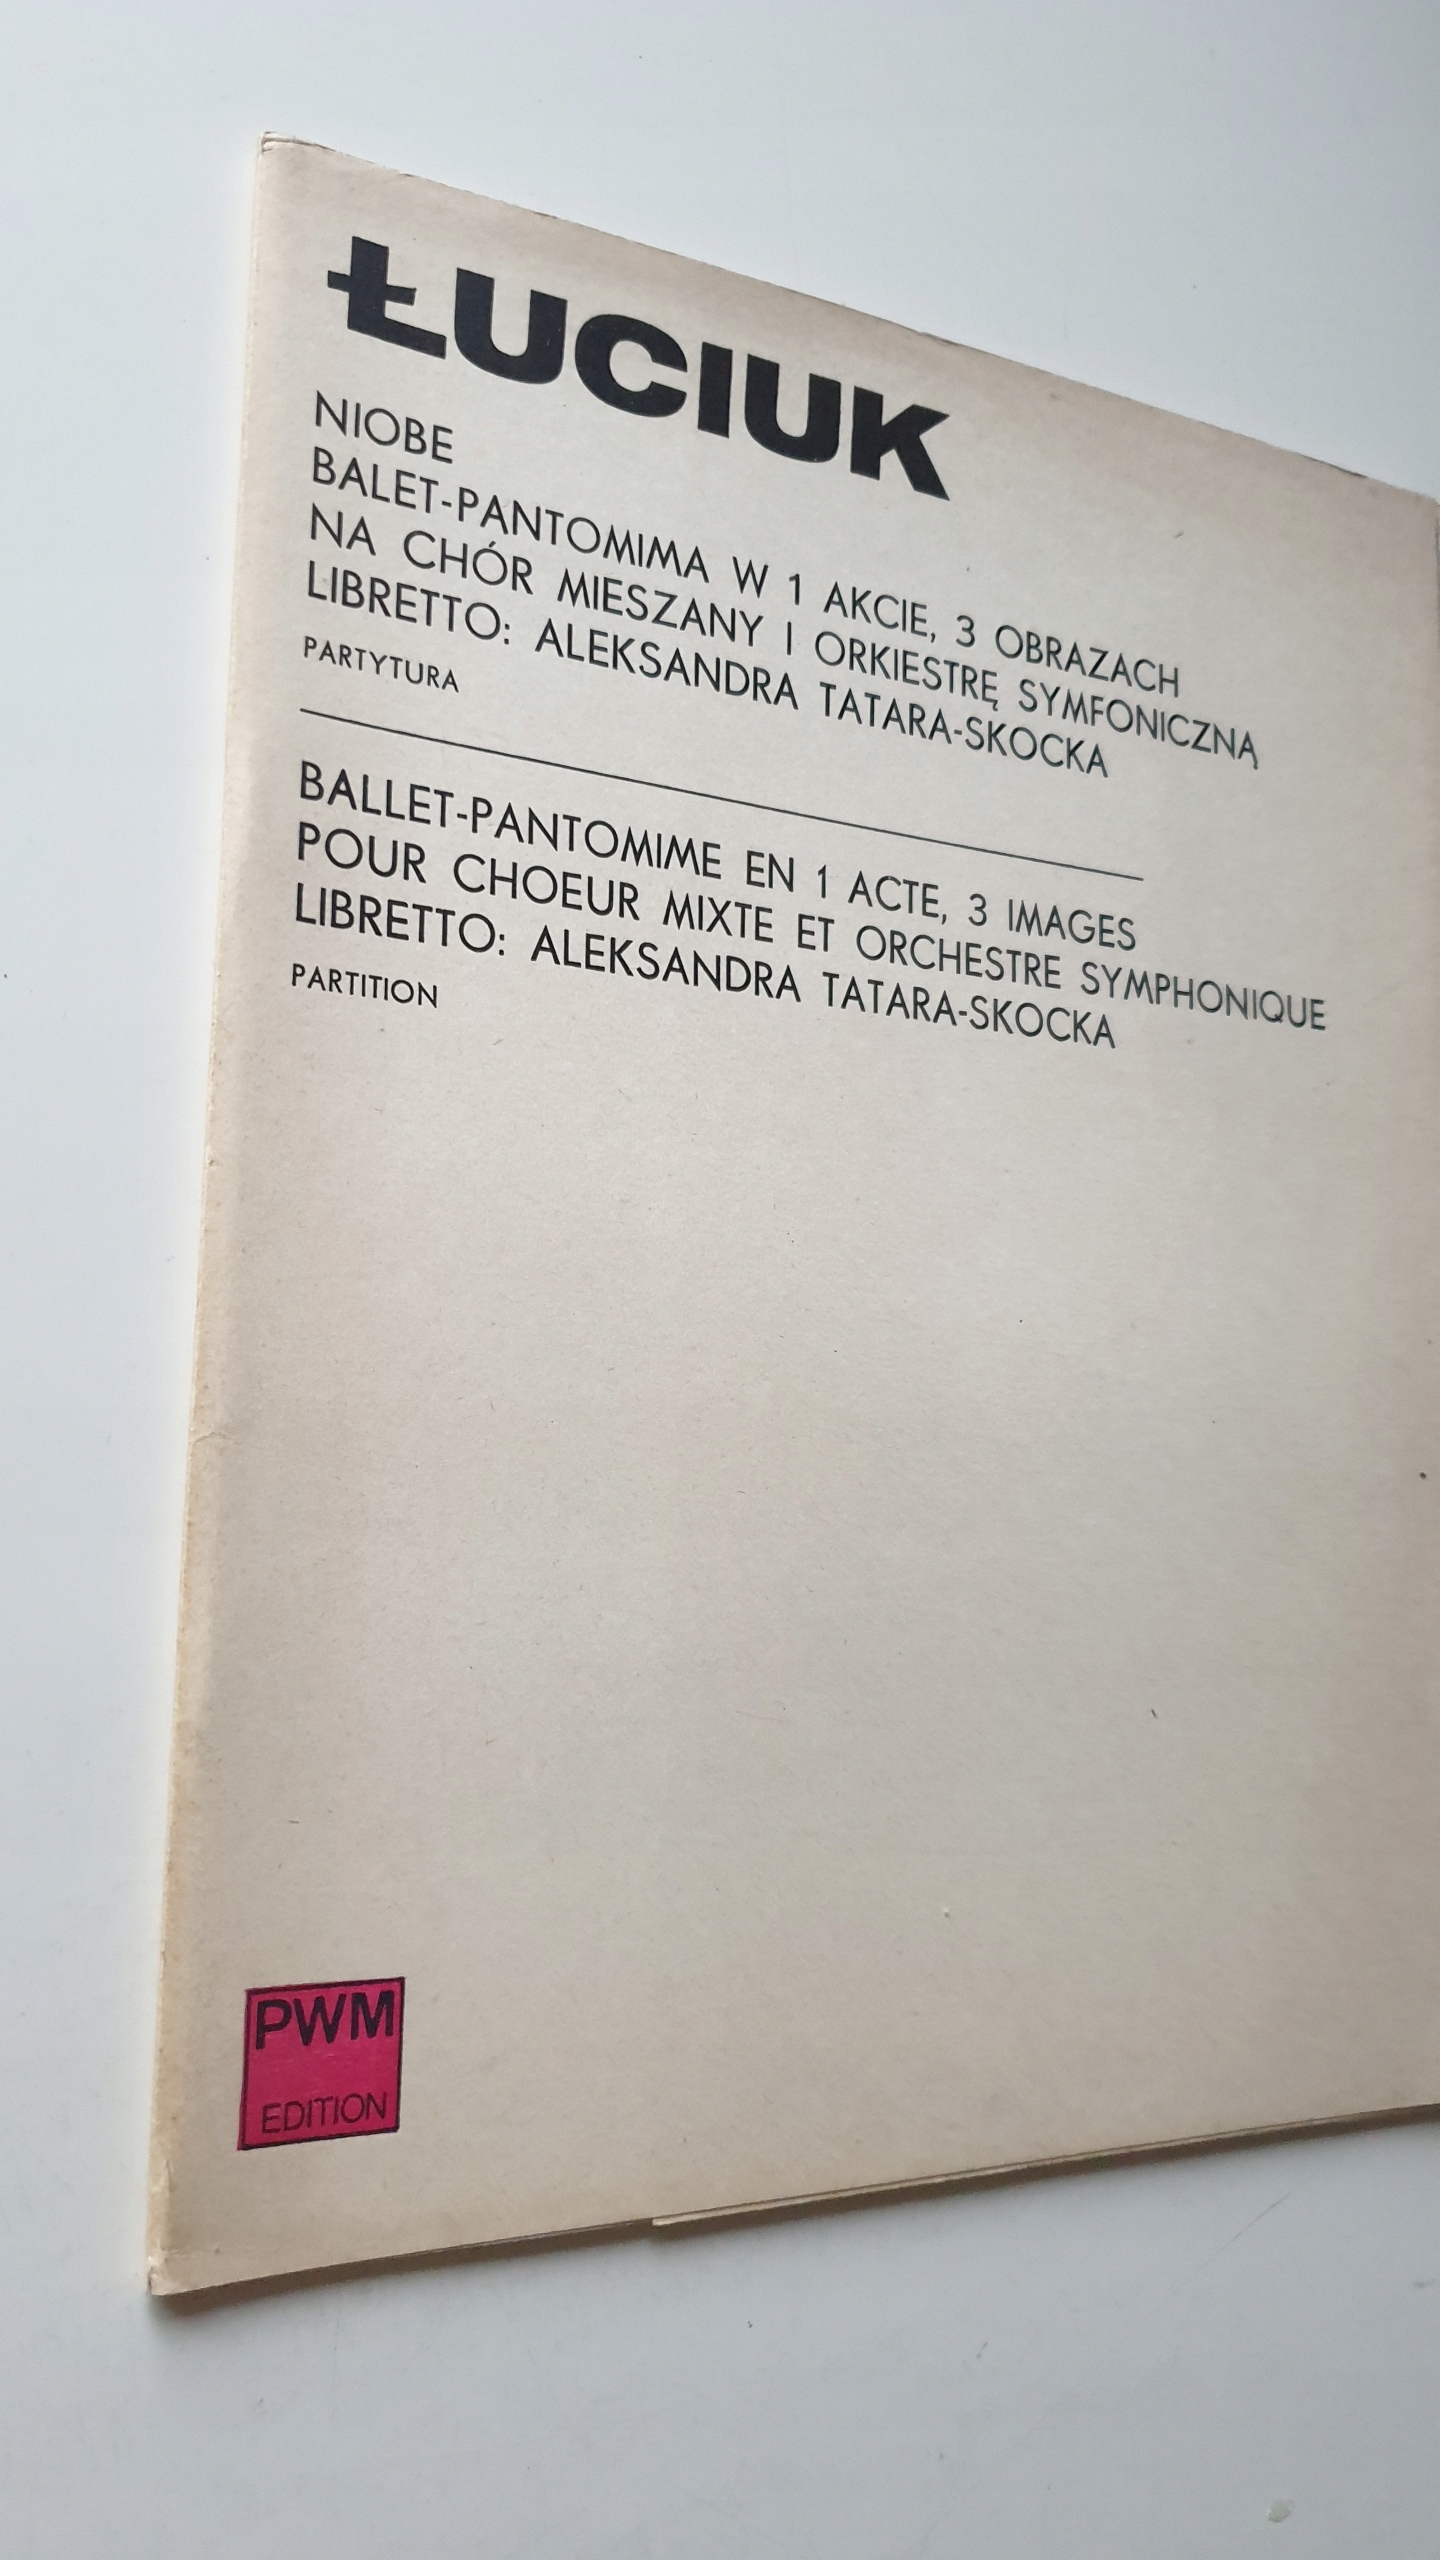 ŁUCIUK
NIOBE
BALET-PANTOMIMA W 1 AKCIE, 3 OBRAZACH
NA CHÓR MIESZANY I ORKIESTRĘ SYMFONICZNĄ
LIBRETTO: ALEKSANDRA TATARA-SKOCKA
PARTYTURA
BALLET-PANTOMIME EN 1 ACTE, 3 IMAGES
POUR CHOEUR MIXTE ET ORCHESTRE SYMPHONIQUE
LIBRETTO: ALEKSANDRA TATARA-SKOCKA
PARTITION
PWM
EDITION